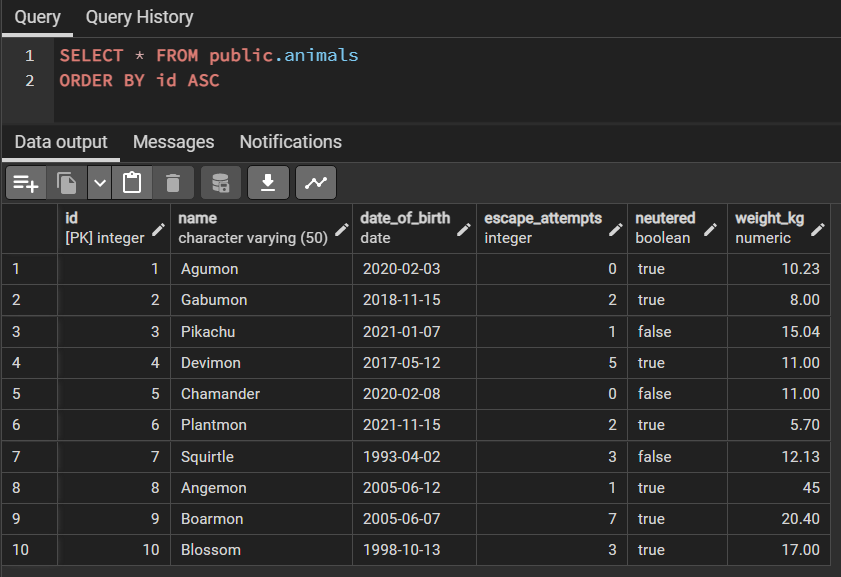 Query Query History
1 SELECT * FROM public.animals
2 ORDER BY id ASC
Data output Messages Notifications
id name date_of_birth escape_attempts neutered weight_kg
[PK] integer character varying (50) date integer boolean numeric
1 1 Agumon 2020-02-03 0 true 10.23
2 2 Gabumon 2018-11-15 2 true 8.00
3 3 Pikachu 2021-01-07 1 false 15.04
4 4 Devimon 2017-05-12 5 true 11.00
5 5 Chamander 2020-02-08 0 false 11.00
6 6 Plantmon 2021-11-15 2 true 5.70
7 7 Squirtle 1993-04-02 3 false 12.13
8 8 Angemon 2005-06-12 1 true 45
9 9 Boarmon 2005-06-07 7 true 20.40
10 10 Blossom 1998-10-13 3 true 17.00